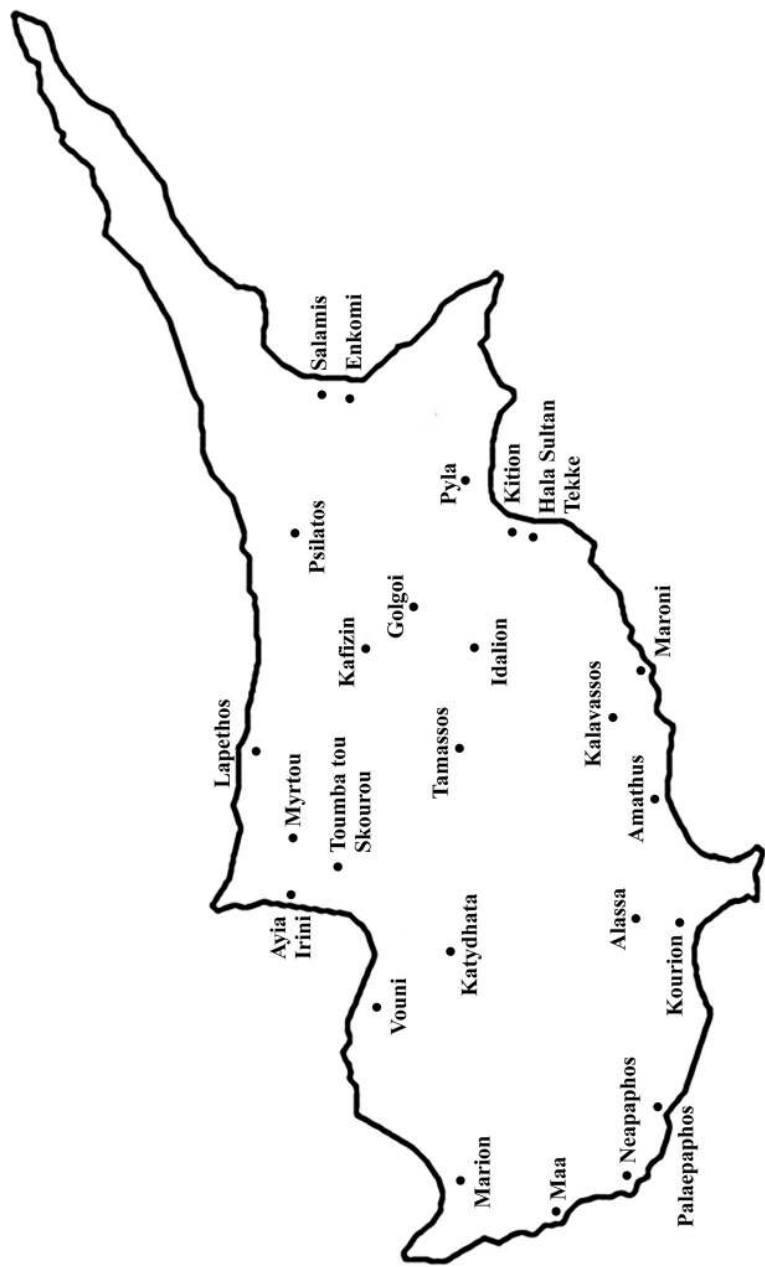 Salamis
Enkomi
Psilatos
Pyla
Kition
Hala Sultan
Tekke
Golgoi
Kafizin
Idalion
Maroni
Lapethos
Myrtou
Toumba tou
Skourou
Tamassos
Kalavassos
Amathus
Ayia
Irini
Katydhata
Alassa
Kourion
Vouni
Marion
Maa
Neapaphos
Palaepaphos